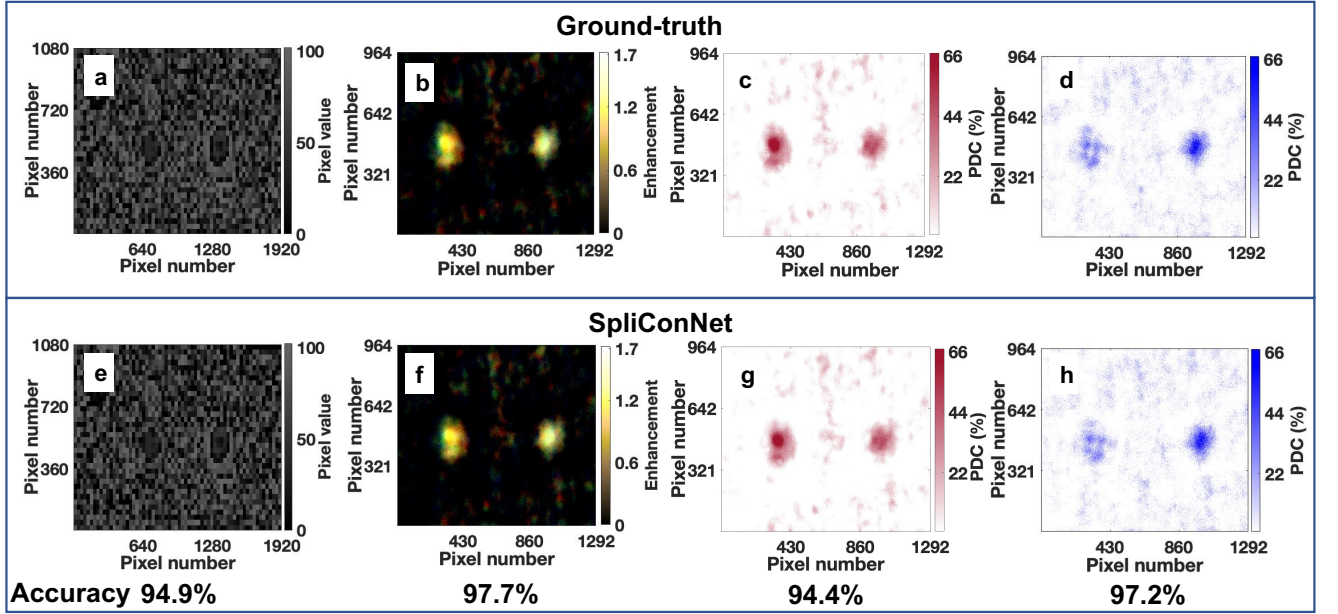 Ground-truth
1080
720
360
640 1280 1920
Pixel number
Pixel number
a
100
50
0
Pixel value
964
642
321
430 860 1292
Pixel number
Pixel number
b
1.7
1.2
0.6
0
Enhancement
964
642
321
430 860 1292
Pixel number
Pixel number
c
66
44
22
PDC (%)
964
642
321
430 860 1292
Pixel number
Pixel number
d
66
44
22
PDC (%)
SpliConNet
1080
720
360
640 1280 1920
Pixel number
Pixel number
e
100
50
0
Pixel value
964
642
321
430 860 1292
Pixel number
Pixel number
f
1.7
1.2
0.6
0
Enhancement
964
642
321
430 860 1292
Pixel number
Pixel number
g
66
44
22
PDC (%)
964
642
321
430 860 1292
Pixel number
Pixel number
h
66
44
22
PDC (%)
Accuracy 94.9% 97.7% 94.4% 97.2%